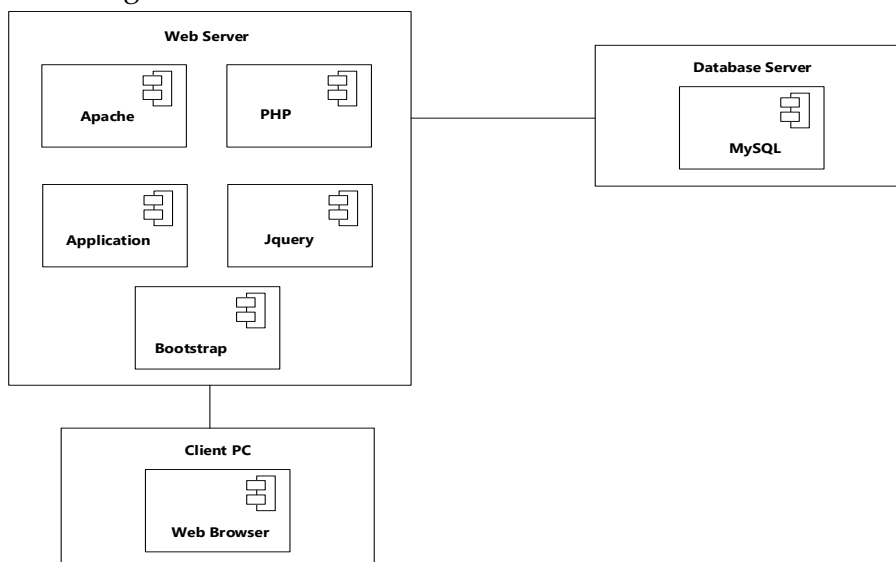 Web Server
Apache
PHP
Application
Jquery
Bootstrap
Database Server
MySQL
Client PC
Web Browser